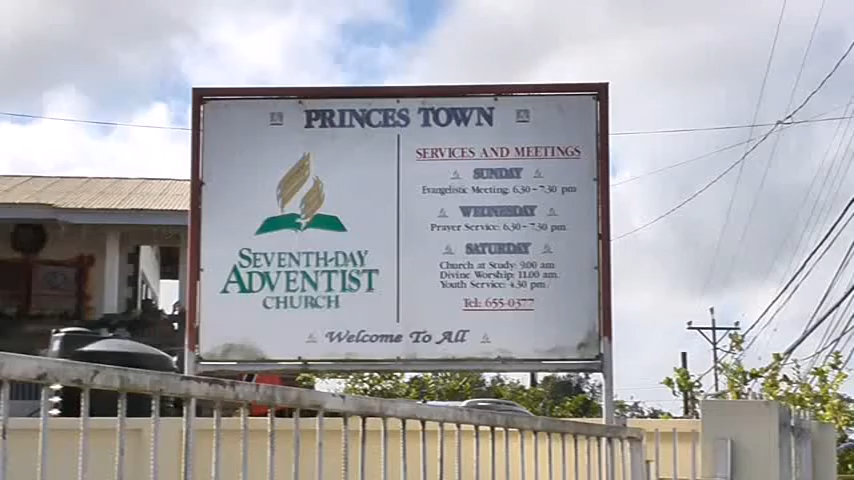 PRINCES TOWN
SEVENTH-DAY
ADVENTIST
CHURCH
SERVICES AND MEETINGS
SUNDAY
Evangelistic Meeting: 6.30 - 7.30 pm
WEDNESDAY
Prayer Service: 6.30 - 7.30 pm.
SATURDAY
Church at Study: 9.00 am
Divine Worship: 11.00 am.
Youth Service: 4.30 pm.
Tel: 655-0377
Welcome To All